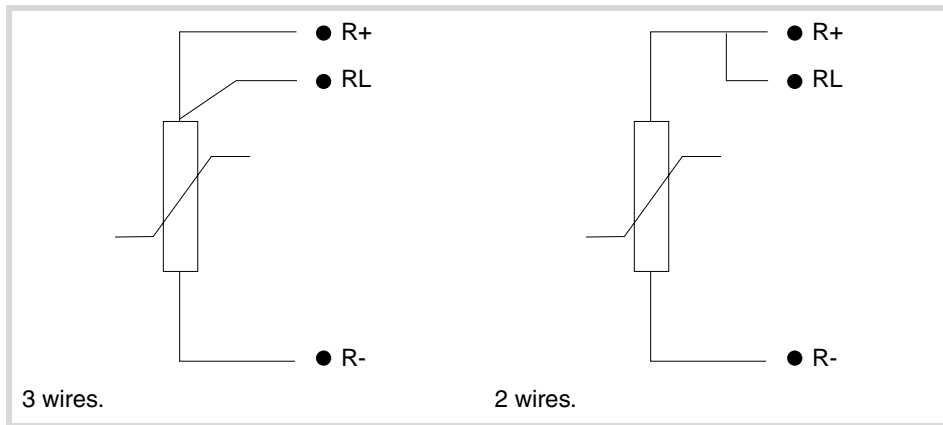 R+
RL
R-
3 wires.
R+
RL
R-
2 wires.